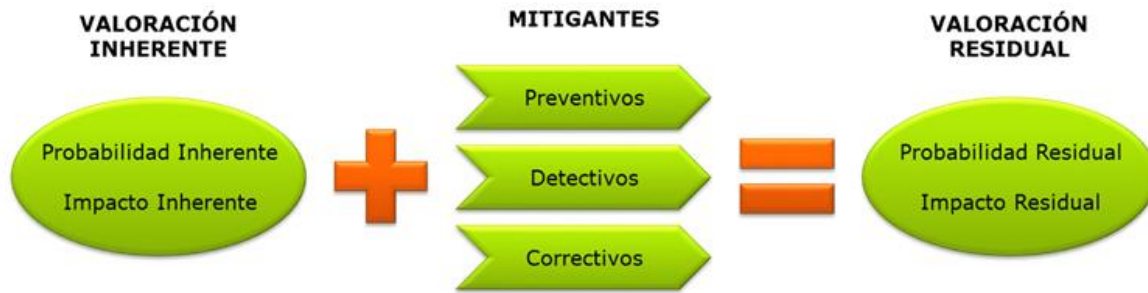 VALORACIÓN
INHERENTE
Probabilidad Inherente
Impacto Inherente
MITIGANTES
Preventivos
Detectivos
Correctivos
VALORACIÓN
RESIDUAL
Probabilidad Residual
Impacto Residual